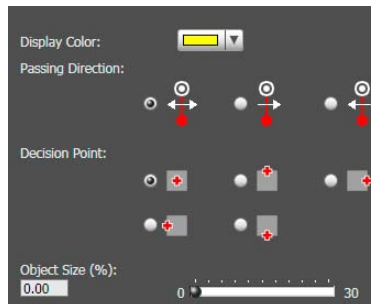 Display Color:
Passing Direction:
Decision Point:
Object Size (%):
0.00
0 30